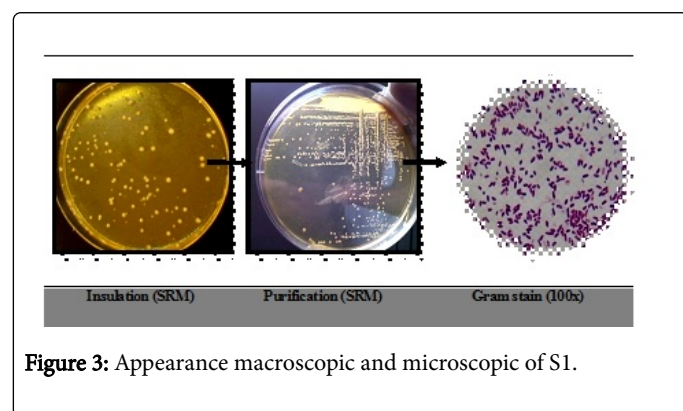 Insulation (SRM) Purification (SRM) Gram stain (100x)
Figure 3: Appearance macroscopic and microscopic of S1.